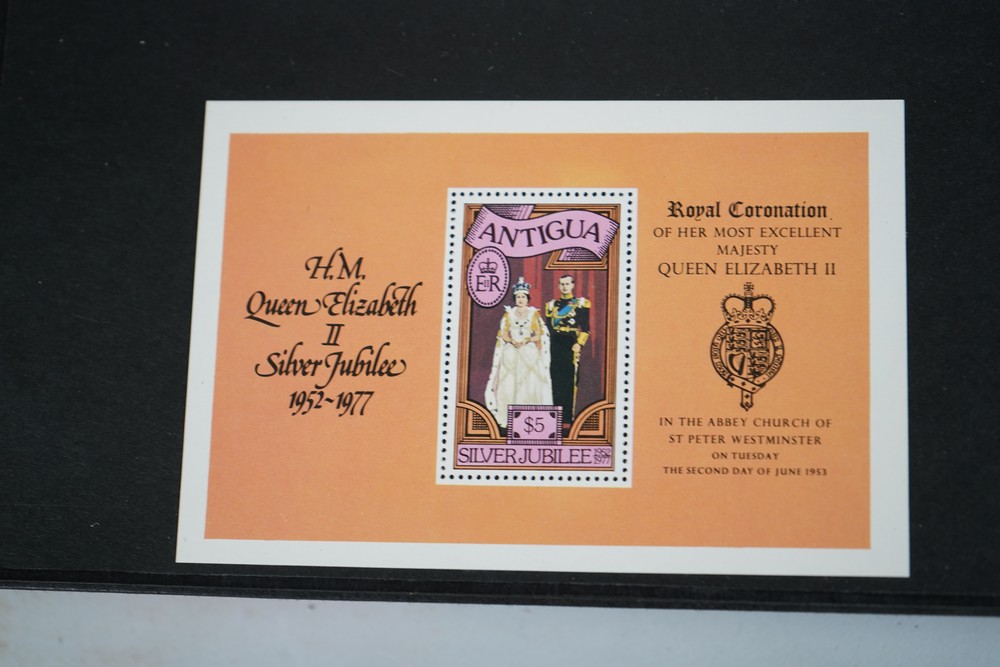 H.M.
Queen Elizabeth
II
Silver Jubilee
1952~1977
ANTIGUA
E II R
$5
SILVER JUBILEE 1952 1977
Royal Coronation
OF HER MOST EXCELLENT
MAJESTY
QUEEN ELIZABETH II
IN THE ABBEY CHURCH OF
ST PETER WESTMINSTER
ON TUESDAY
THE SECOND DAY OF JUNE 1953